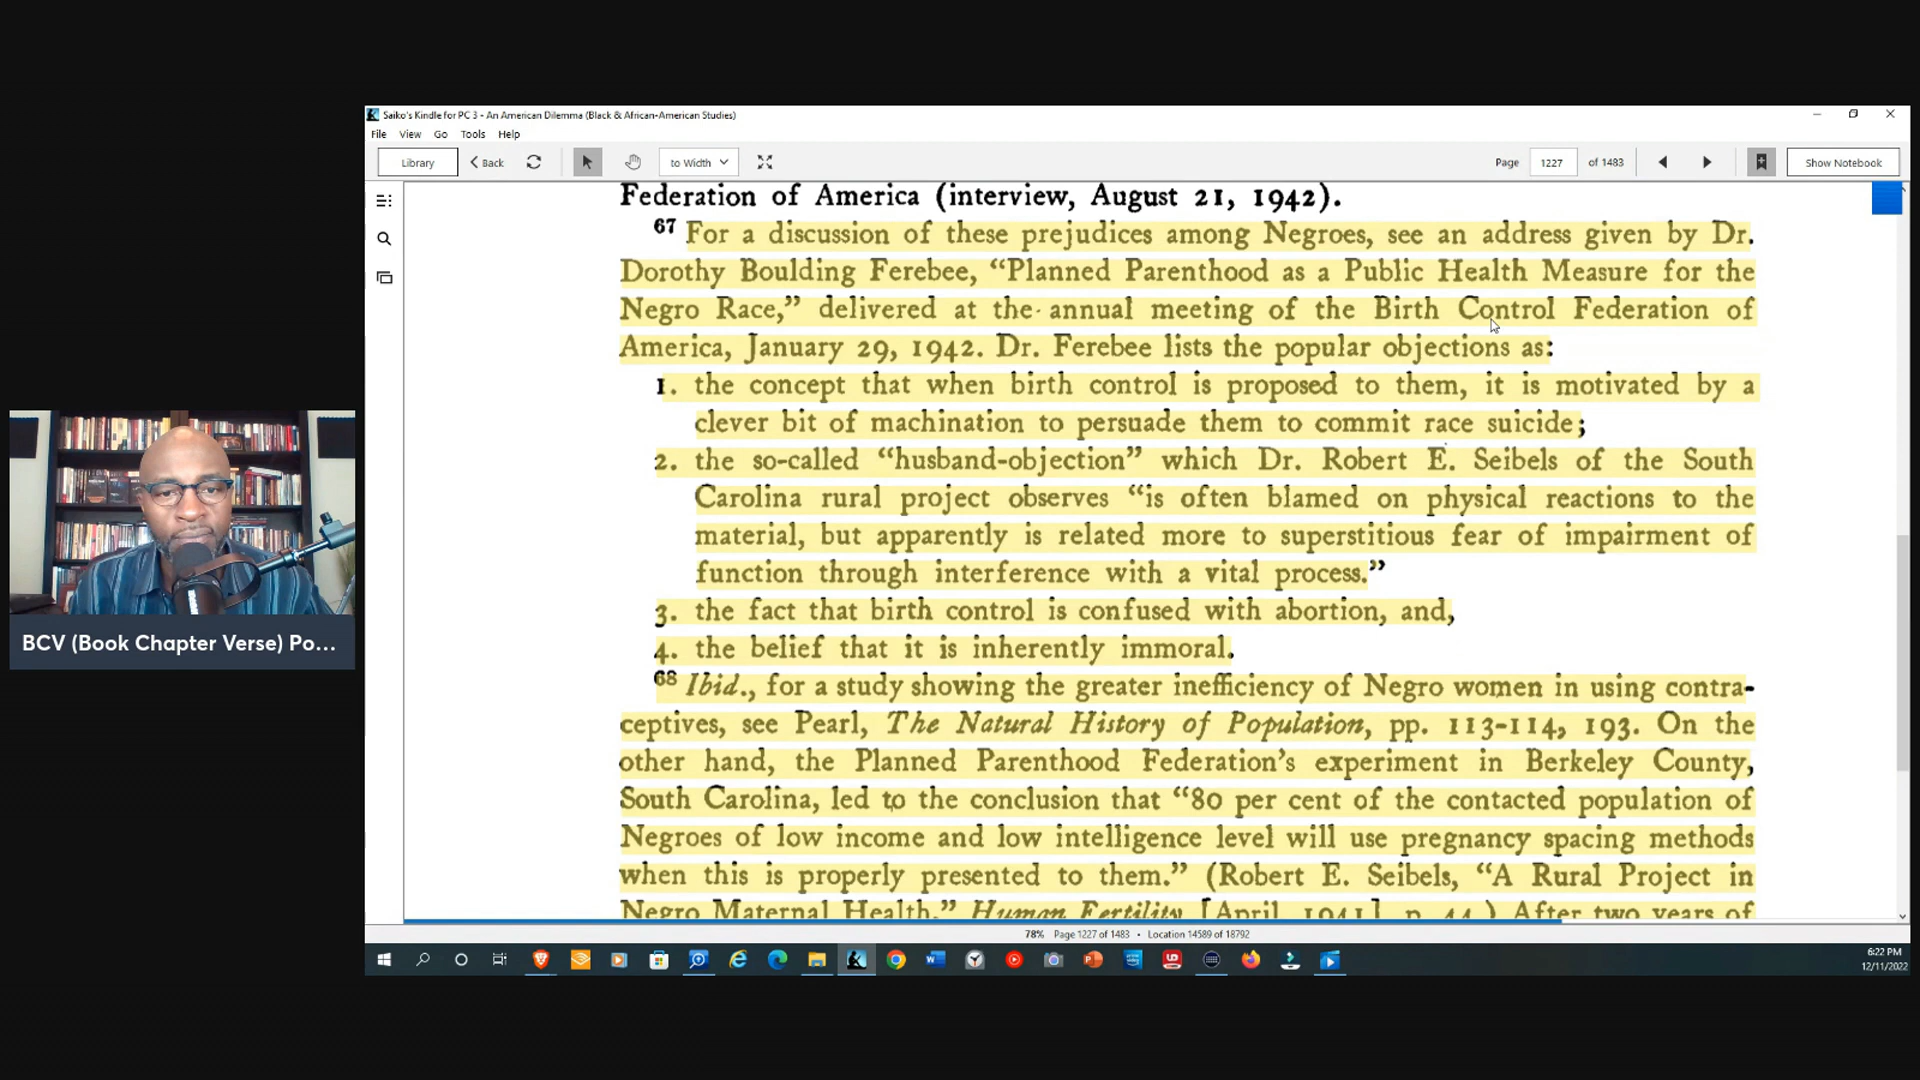 Saiko's Kindle for PC 3 - An American Dilemma (Black & African-American Studies)
File View Go Tools Help
Library Back to Width Page 1227 of 1483 Show Notebook
Federation of America (interview, August 21, 1942).
67 For a discussion of these prejudices among Negroes, see an address given by Dr.
Dorothy Boulding Ferebee, “Planned Parenthood as a Public Health Measure for the
Negro Race,” delivered at the annual meeting of the Birth Control Federation of
America, January 29, 1942. Dr. Ferebee lists the popular objections as:
1. the concept that when birth control is proposed to them, it is motivated by a
clever bit of machination to persuade them to commit race suicide;
2. the so-called “husband-objection” which Dr. Robert E. Seibels of the South
Carolina rural project observes “is often blamed on physical reactions to the
material, but apparently is related more to superstitious fear of impairment of
function through interference with a vital process.”
3. the fact that birth control is confused with abortion, and,
4. the belief that it is inherently immoral.
68 Ibid., for a study showing the greater inefficiency of Negro women in using contra-
ceptives, see Pearl, The Natural History of Population, pp. 113-114, 193. On the
other hand, the Planned Parenthood Federation's experiment in Berkeley County,
South Carolina, led to the conclusion that “80 per cent of the contacted population of
Negroes of low income and low intelligence level will use pregnancy spacing methods
when this is properly presented to them.” (Robert E. Seibels, “A Rural Project in
Negro Maternal Health,” Human Fertility [April, 1941], p. 44.) After two years of
78% Page 1227 of 1483 • Location 14589 of 18792
6:22 PM
12/11/2022
BCV (Book Chapter Verse) Po...